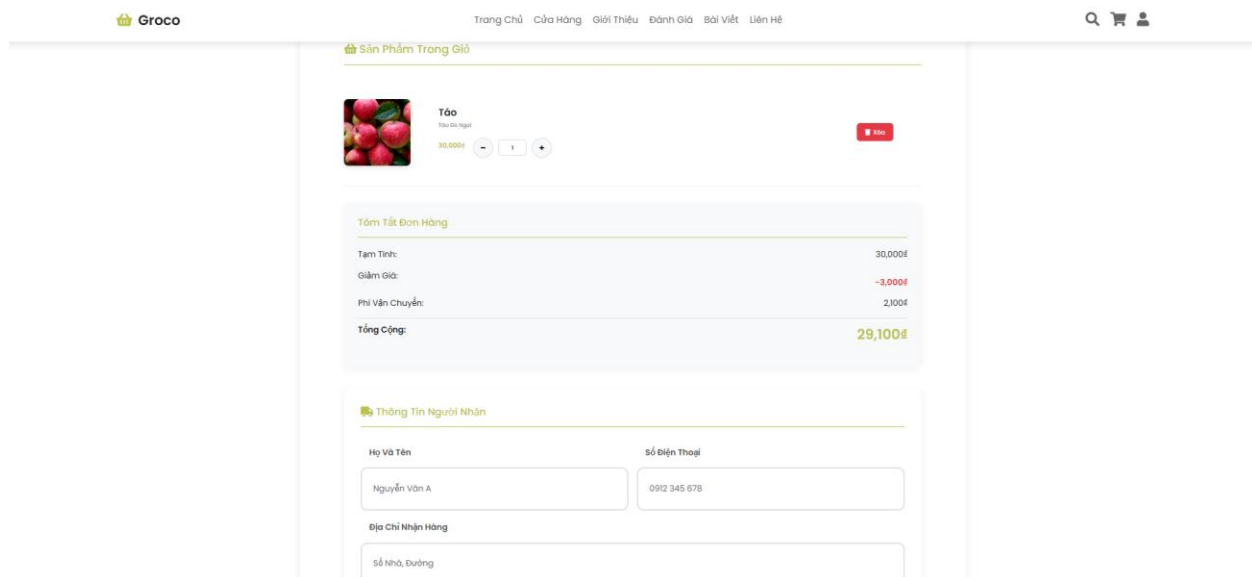 Groco
Trang Chủ Cửa Hàng Giới Thiệu Đánh Giá Bài Viết Liên Hệ
Sản Phẩm Trong Giỏ
Táo
Táo Đỏ Ngọt
30,000₫ - 1 +
Xóa
Tóm Tắt Đơn Hàng
Tạm Tính: 30,000₫
Giảm Giá: -3,000₫
Phí Vận Chuyển: 2,100₫
Tổng Cộng: 29,100₫
Thông Tin Người Nhận
Họ Và Tên Số Điện Thoại
Nguyễn Văn A 0912 345 678
Địa Chỉ Nhận Hàng
Số Nhà, Đường